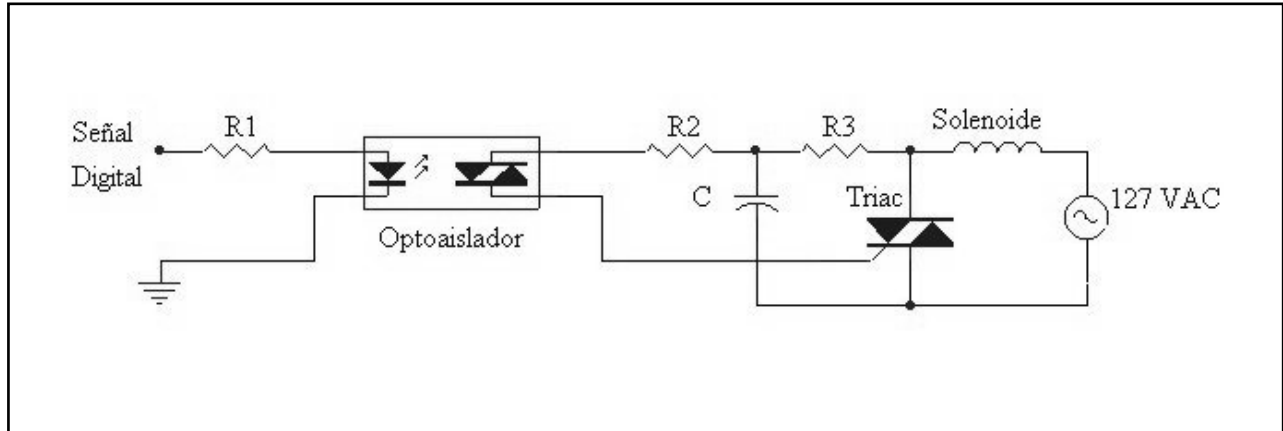 Señal
Digital
R1
Optoaislador
R2
C
R3
Triac
Solenoide
127 VAC